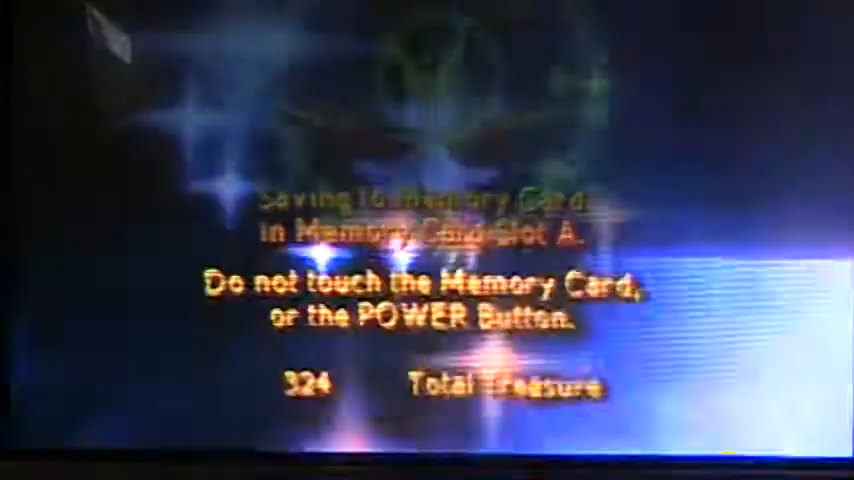 Saving to Memory Card
in Memory Card Slot A.
Do not touch the Memory Card,
or the POWER Button.
324 Total Treasure